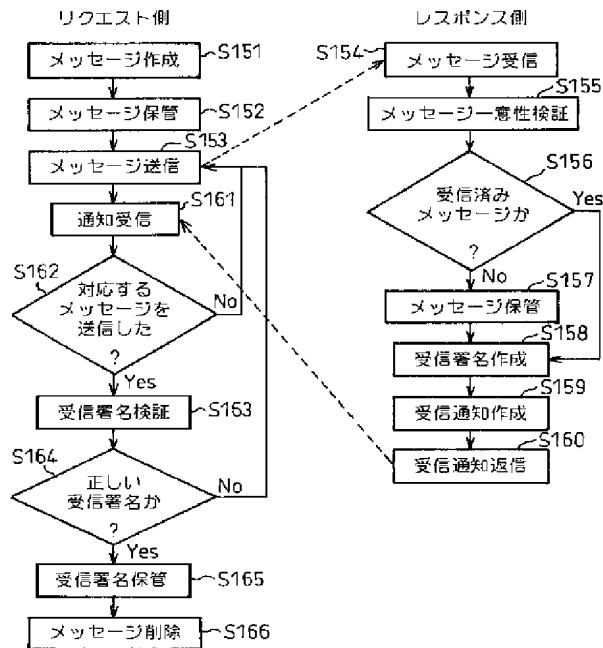 リクエスト側
メッセージ作成
S151
メッセージ保管
S152
S153
メッセージ送信
S161
通知受信
S162
対応する
メッセージを
送信した
?
No
Yes
受信署名検証
S163
S164
正しい
受信署名か
?
No
Yes
受信署名保管
S165
メッセージ削除
S166
レスポンス側
S154
メッセージ受信
S155
メッセージ一意性検証
S156
受信済み
メッセージか
?
Yes
No
S157
メッセージ保管
S158
受信署名作成
S159
受信通知作成
S160
受信通知返信